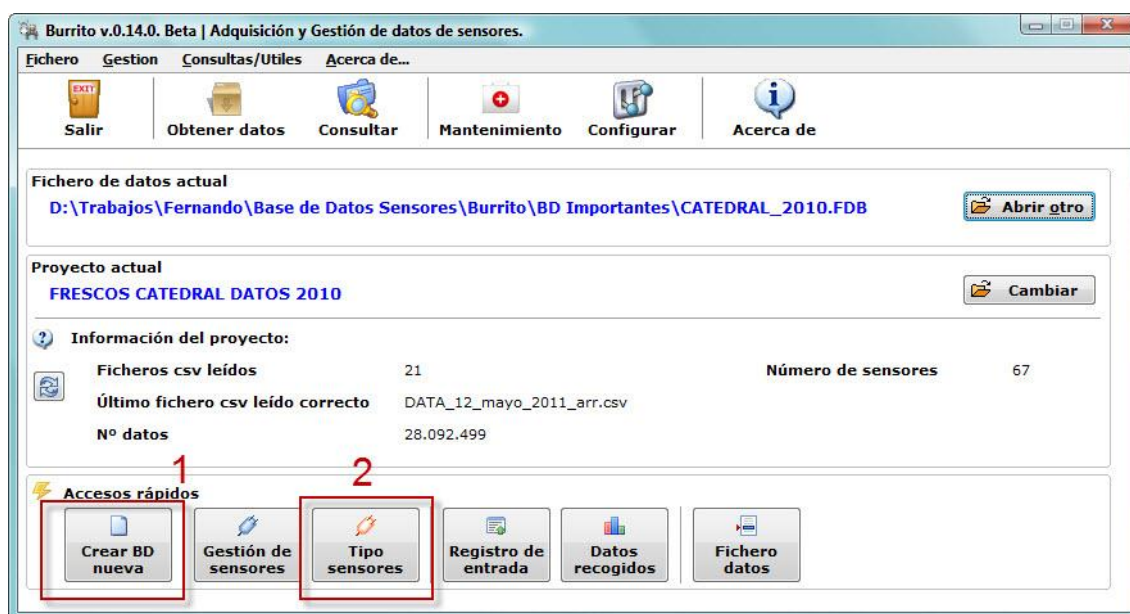 Burrito v.0.14.0. Beta | Adquisición y Gestión de datos de sensores.
Fichero Gestion Consultas/Utiles Acerca de...
EXIT
Salir Obtener datos Consultar Mantenimiento Configurar Acerca de
Fichero de datos actual
D:\Trabajos\Fernando\Base de Datos Sensores\Burrito\BD Importantes\CATEDRAL_2010.FDB Abrir otro
Proyecto actual
FRESCOS CATEDRAL DATOS 2010 Cambiar
Información del proyecto:
Ficheros csv leídos 21 Número de sensores 67
Último fichero csv leído correcto DATA_12_mayo_2011_arr.csv
Nº datos 28.092.499
1 2
Accesos rápidos
Crear BD nueva Gestión de sensores Tipo sensores Registro de entrada Datos recogidos Fichero datos